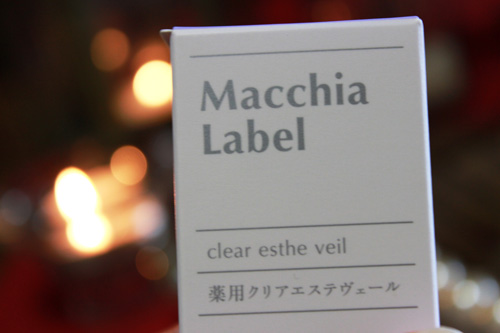 Macchia
Label
clear esthe veil
薬用クリアエステヴェール